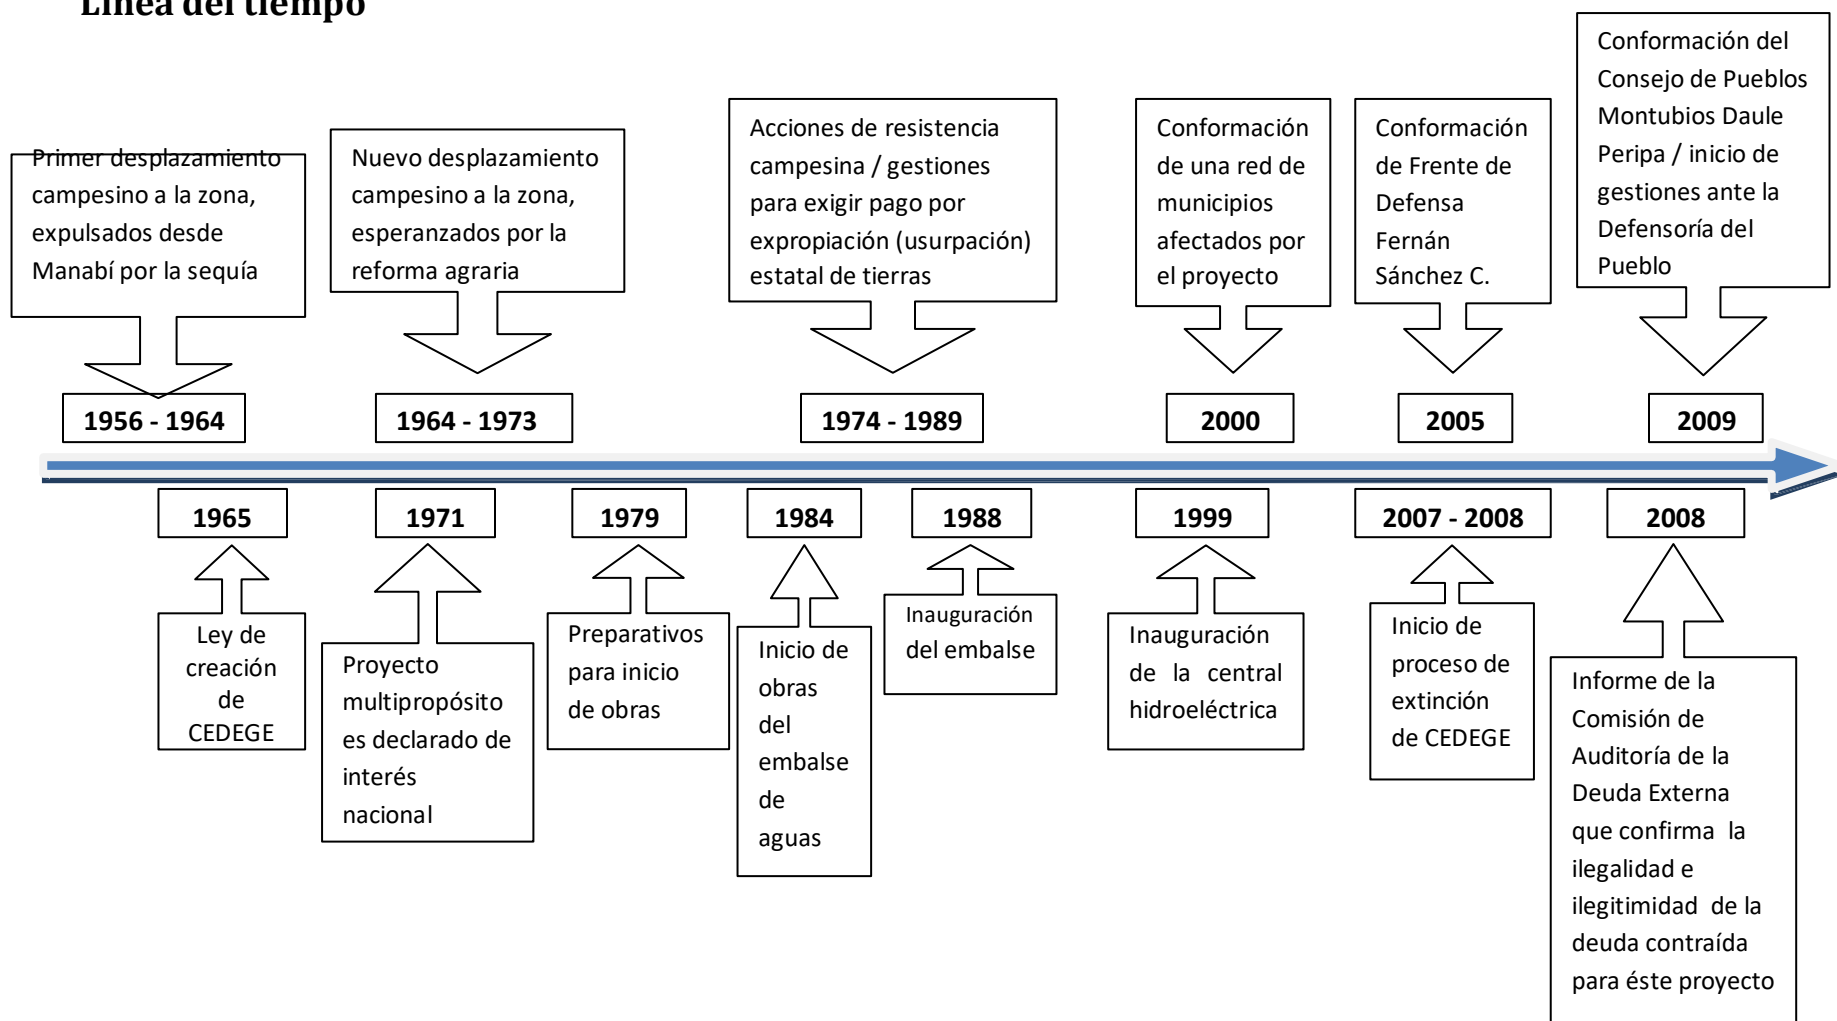 Línea del tiempo
Primer desplazamiento
campesino a la zona,
expulsados desde
Manabí por la sequía
Nuevo desplazamiento
campesino a la zona,
esperanzados por la
reforma agraria
Acciones de resistencia
campesina / gestiones
para exigir pago por
expropiación (usurpación)
estatal de tierras
Conformación
de una red de
municipios
afectados por
el proyecto
Conformación
de Frente de
Defensa
Fernán
Sánchez C.
Conformación del
Consejo de Pueblos
Montubios Daule
Peripa / inicio de
gestiones ante la
Defensoría del
Pueblo
1956 - 1964
1964 - 1973
1974 - 1989
2000
2005
2009
1965
1971
1979
1984
1988
1999
2007 - 2008
2008
Ley de
creación
de
CEDEGE
Proyecto
multipropósito
es declarado de
interés
nacional
Preparativos
para inicio
de obras
Inicio de
obras
del
embalse
de
aguas
Inauguración
del embalse
Inauguración
de la central
hidroeléctrica
Inicio de
proceso de
extinción
de CEDEGE
Informe de la
Comisión de
Auditoría de la
Deuda Externa
que confirma la
ilegalidad e
ilegitimidad de la
deuda contraída
para éste proyecto